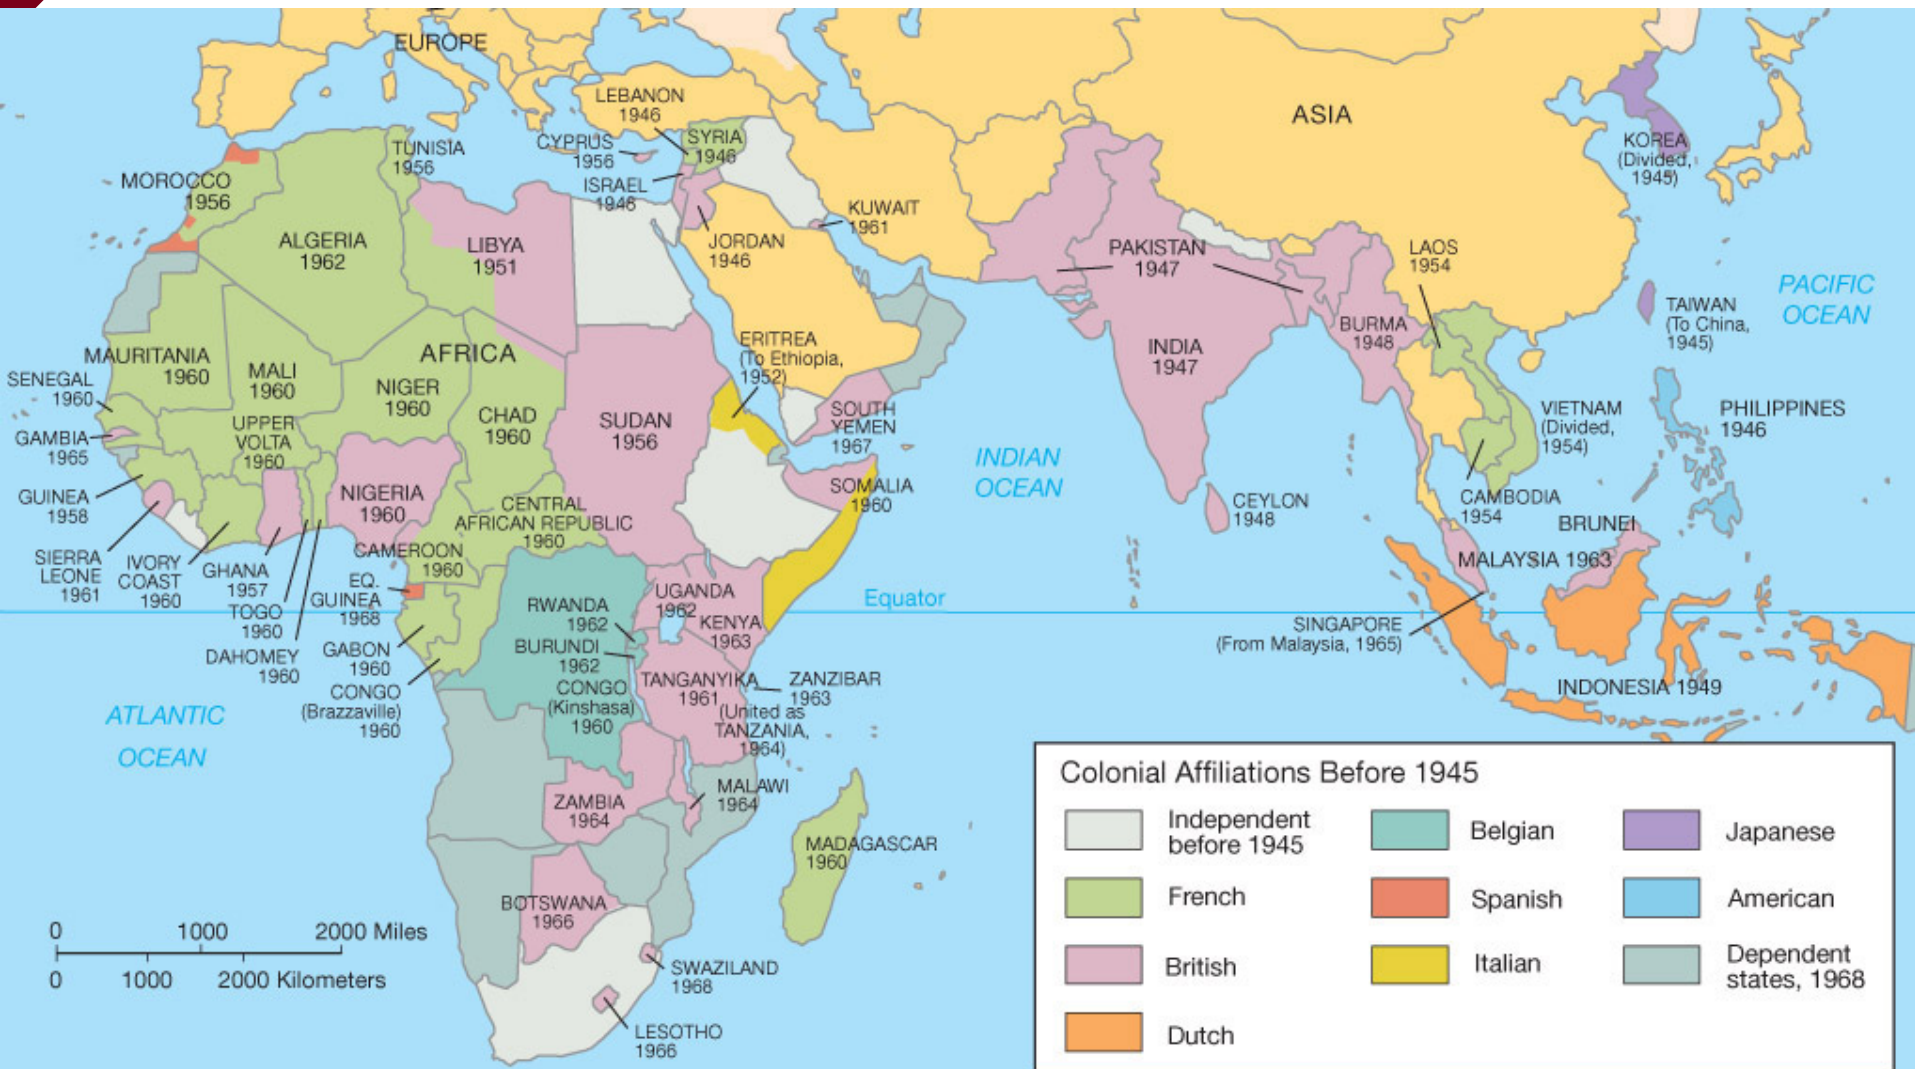 EUROPE
ASIA
AFRICA
LEBANON
1946
CYPRUS
1956
SYRIA
1946
ISRAEL
1948
JORDAN
1946
KUWAIT
1961
TUNISIA
1956
MOROCCO
1956
ALGERIA
1962
LIBYA
1951
MAURITANIA
1960
MALI
1960
NIGER
1960
CHAD
1960
SUDAN
1956
ERITREA
(To Ethiopia,
1952)
SOUTH
YEMEN
1967
SENEGAL
1960
GAMBIA
1965
GUINEA
1958
SIERRA
LEONE
1961
IVORY
COAST
1960
GHANA
1957
TOGO
1960
DAHOMEY
1960
UPPER
VOLTA
1960
NIGERIA
1960
CENTRAL
AFRICAN REPUBLIC
1960
CAMEROON
1960
EQ.
GUINEA
1968
GABON
1960
CONGO
(Brazzaville)
1960
RWANDA
1962
BURUNDI
1962
CONGO
(Kinshasa)
1960
UGANDA
1962
KENYA
1963
SOMALIA
1960
TANGANYIKA
1961
(United as
TANZANIA,
1964)
ZANZIBAR
1963
MALAWI
1964
ZAMBIA
1964
MADAGASCAR
1960
BOTSWANA
1966
SWAZILAND
1968
LESOTHO
1966
PAKISTAN
1947
INDIA
1947
BURMA
1948
CEYLON
1948
LAOS
1954
VIETNAM
(Divided,
1954)
CAMBODIA
1954
KOREA
(Divided,
1945)
TAIWAN
(To China,
1945)
PHILIPPINES
1946
BRUNEI
MALAYSIA 1963
SINGAPORE
(From Malaysia, 1965)
INDONESIA 1949
PACIFIC
OCEAN
INDIAN
OCEAN
ATLANTIC
OCEAN
Equator
0 1000 2000 Miles
0 1000 2000 Kilometers
Colonial Affiliations Before 1945
Independent
before 1945
French
British
Dutch
Belgian
Spanish
Italian
Japanese
American
Dependent
states, 1968